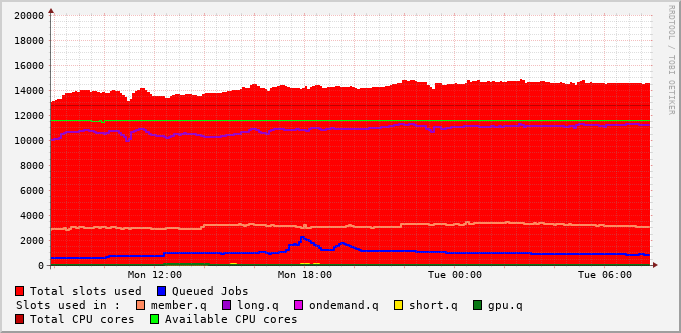 20000
18000
16000
14000
12000
10000
8000
6000
4000
2000
0
Mon 12:00 Mon 18:00 Tue 00:00 Tue 06:00
RRDTOOL / TOBI OETIKER
Total slots used Queued Jobs
Slots used in : member.q long.q ondemand.q short.q gpu.q
Total CPU cores Available CPU cores